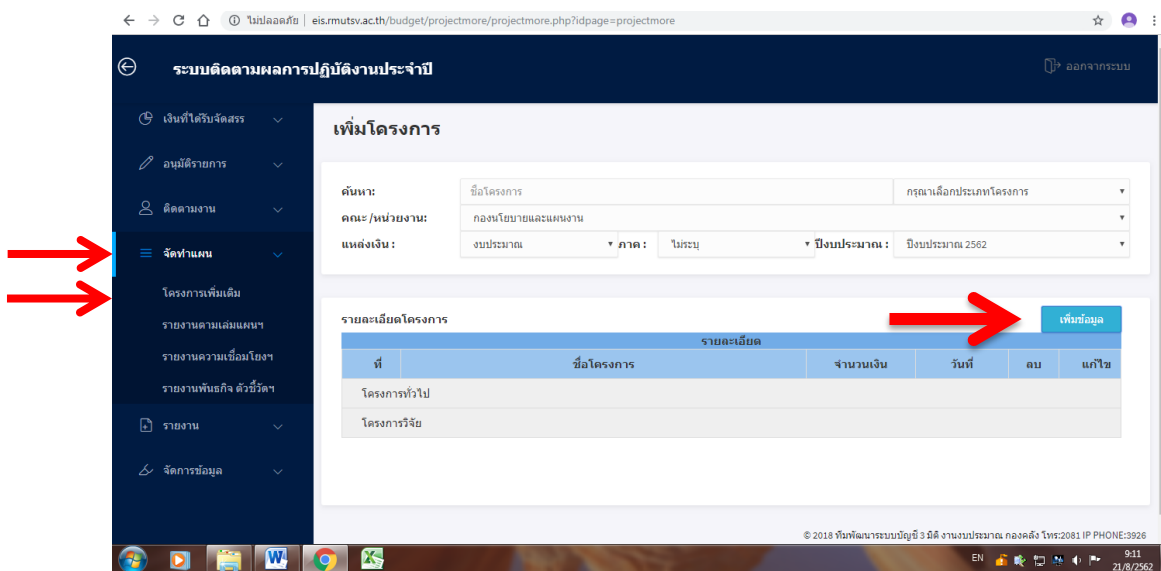 ไม่ปลอดภัย | eis.rmutsv.ac.th/budget/projectmore/projectmore.php?idpage=projectmore
ระบบติดตามผลการปฏิบัติงานประจำปี
ออกจากระบบ
เงินที่ได้รับจัดสรร
อนุมัติรายการ
ติดตามงาน
จัดทำแผน
โครงการเพิ่มเติม
รายงานตามเล่มแผนฯ
รายงานความเชื่อมโยงฯ
รายงานพันธกิจ ตัวชี้วัดฯ
รายงาน
จัดการข้อมูล
เพิ่มโครงการ
ค้นหา: ชื่อโครงการ กรุณาเลือกประเภทโครงการ
คณะ/หน่วยงาน: กองนโยบายและแผนงาน
แหล่งเงิน : งบประมาณ ภาค : ไม่ระบุ ปีงบประมาณ : ปีงบประมาณ 2562
รายละเอียดโครงการ เพิ่มข้อมูล
รายละเอียด
ที่ ชื่อโครงการ จำนวนเงิน วันที่ ลบ แก้ไข
โครงการทั่วไป
โครงการวิจัย
© 2018 ทีมพัฒนาระบบบัญชี 3 มิติ งานงบประมาณ กองคลัง โทร:2081 IP PHONE:3926
EN 9:11
21/8/2562